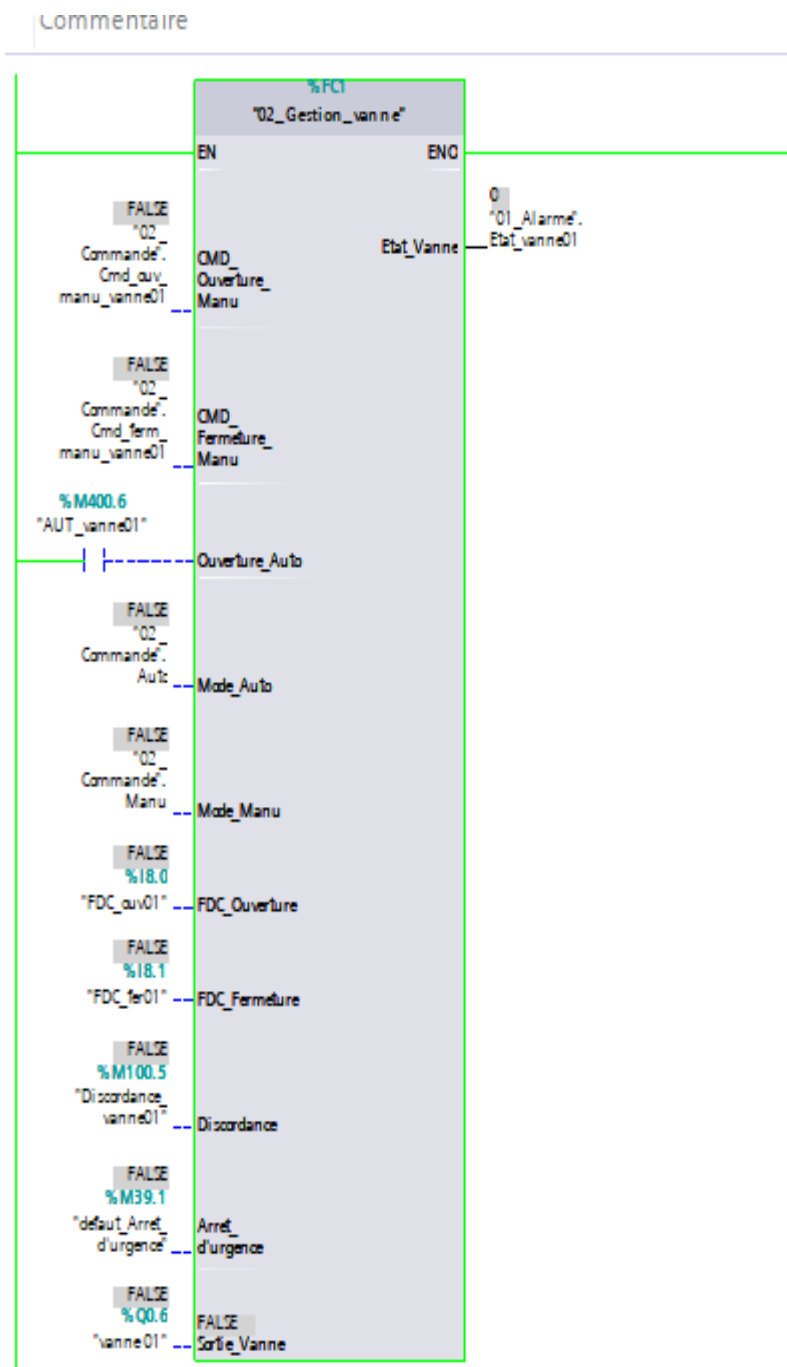 Commentaire
%FC1
"02_Gestion_vanne"
EN ENO
FALSE
"02_
Commande".
Cmd_ouv_
manu_vanne01
CMD_
Ouverture_
Manu
Etat_Vanne
0
"01_Alarme".
Etat_vanne01
FALSE
"02_
Commande".
Cmd_ferm_
manu_vanne01
CMD_
Fermeture_
Manu
%M400.6
"AUT_vanne01"
Ouverture_Auto
FALSE
"02_
Commande".
Auto
Mode_Auto
FALSE
"02_
Commande".
Manu
Mode_Manu
FALSE
%I8.0
"FDC_ouv01"
FDC_Ouverture
FALSE
%I8.1
"FDC_fer01"
FDC_Fermeture
FALSE
%M100.5
"Discordance_
vanne01"
Discordance
FALSE
%M39.1
"defaut_Arret_
d'urgence"
Arret_
d'urgence
FALSE
%Q0.6
"vanne01"
FALSE
Sortie_Vanne